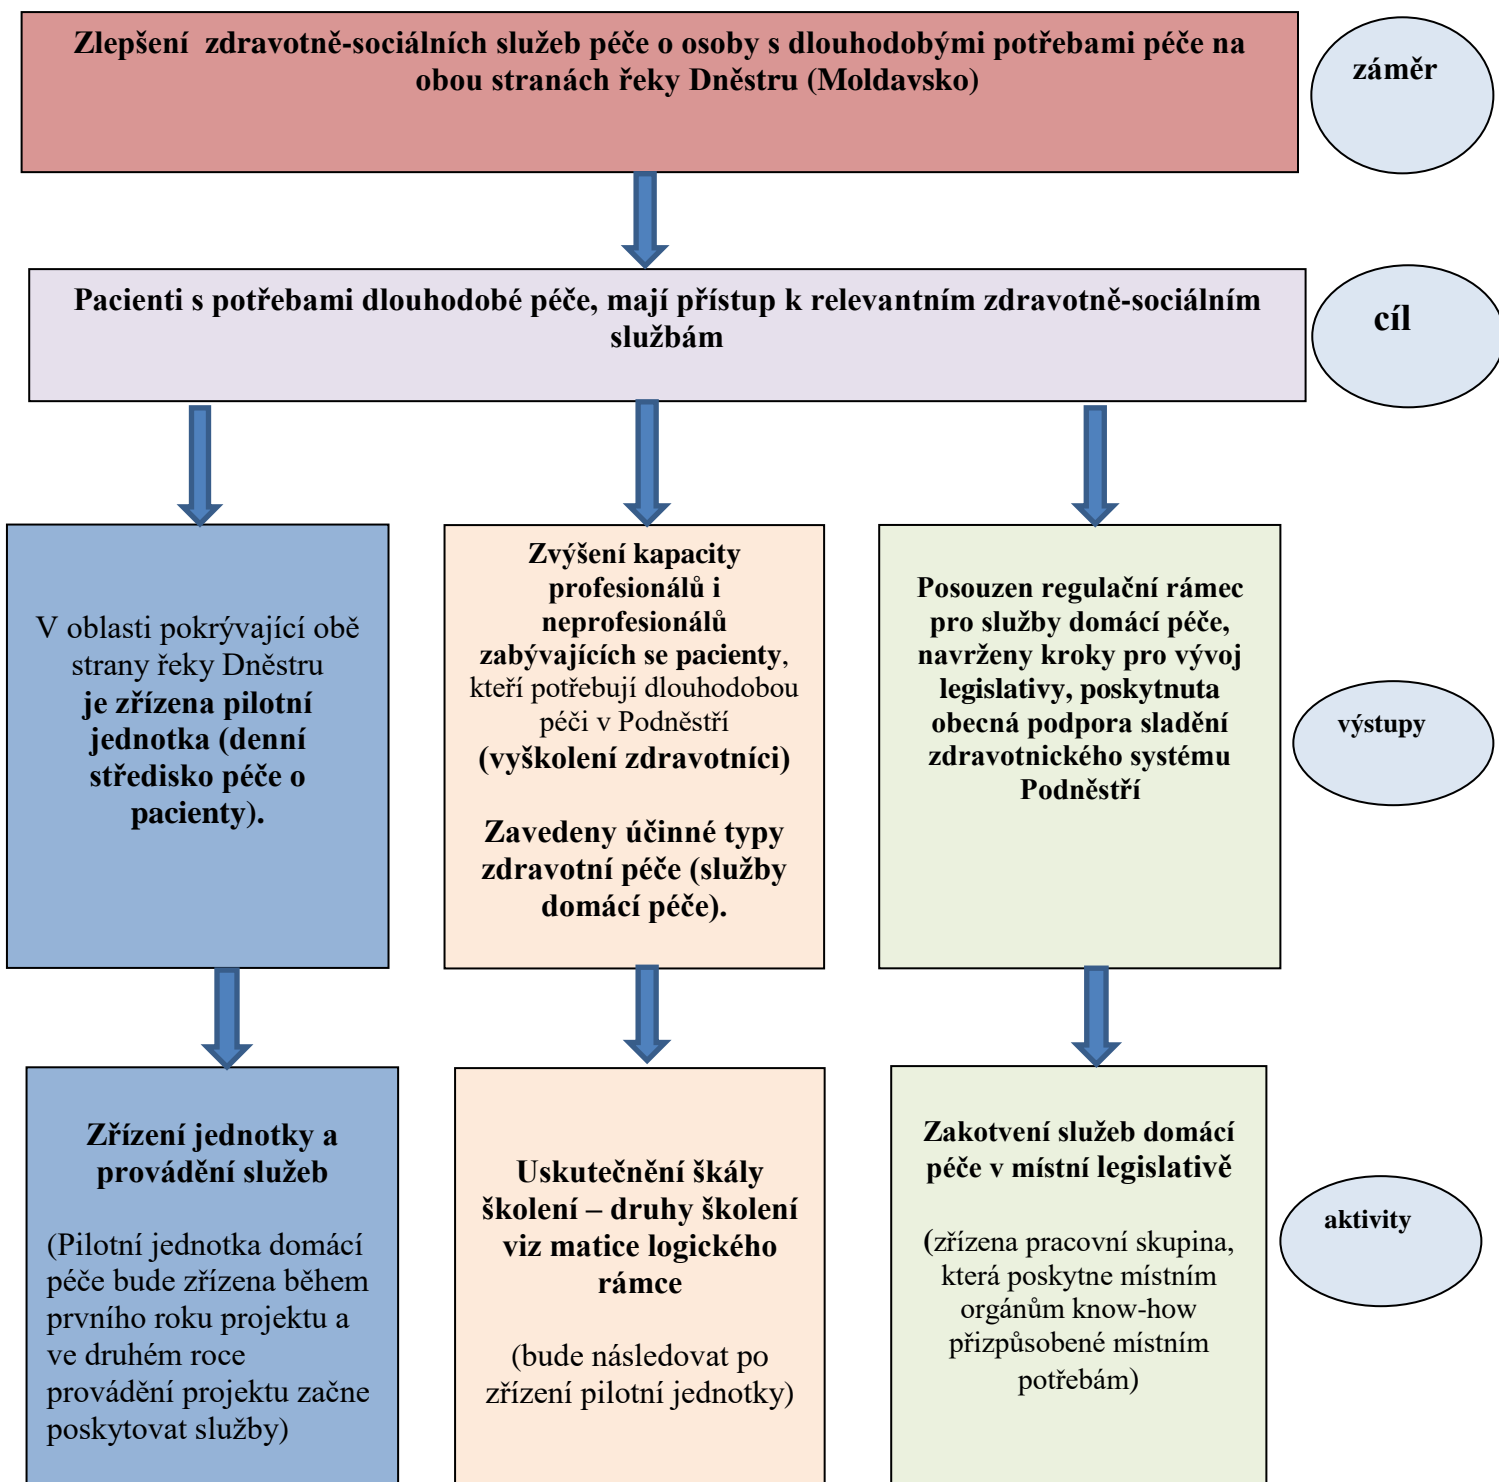 Zlepšení zdravotně-sociálních služeb péče o osoby s dlouhodobými potřebami péče na
obou stranách řeky Dněstru (Moldavsko)
záměr
Pacienti s potřebami dlouhodobé péče, mají přístup k relevantním zdravotně-sociálním
službám
cíl
V oblasti pokrývající obě
strany řeky Dněstru
je zřízena pilotní
jednotka (denní
středisko péče o
pacienty).
Zvýšení kapacity
profesionálů i
neprofesionálů
zabývajících se pacienty,
kteří potřebují dlouhodobou
péči v Podněstří
(vyškolení zdravotníci)
Zavedeny účinné typy
zdravotní péče (služby
domácí péče).
Posouzen regulační rámec
pro služby domácí péče,
navrženy kroky pro vývoj
legislativy, poskytnuta
obecná podpora sladění
zdravotnického systému
Podněstří
výstupy
Zřízení jednotky a
provádění služeb
(Pilotní jednotka domácí
péče bude zřízena během
prvního roku projektu a
ve druhém roce
provádění projektu začne
poskytovat služby)
Uskutečnění škály
školení – druhy školení
viz matice logického
rámce
(bude následovat po
zřízení pilotní jednotky)
Zakotvení služeb domácí
péče v místní legislativě
(zřízena pracovní skupina,
která poskytne místním
orgánům know-how
přizpůsobené místním
potřebám)
aktivity